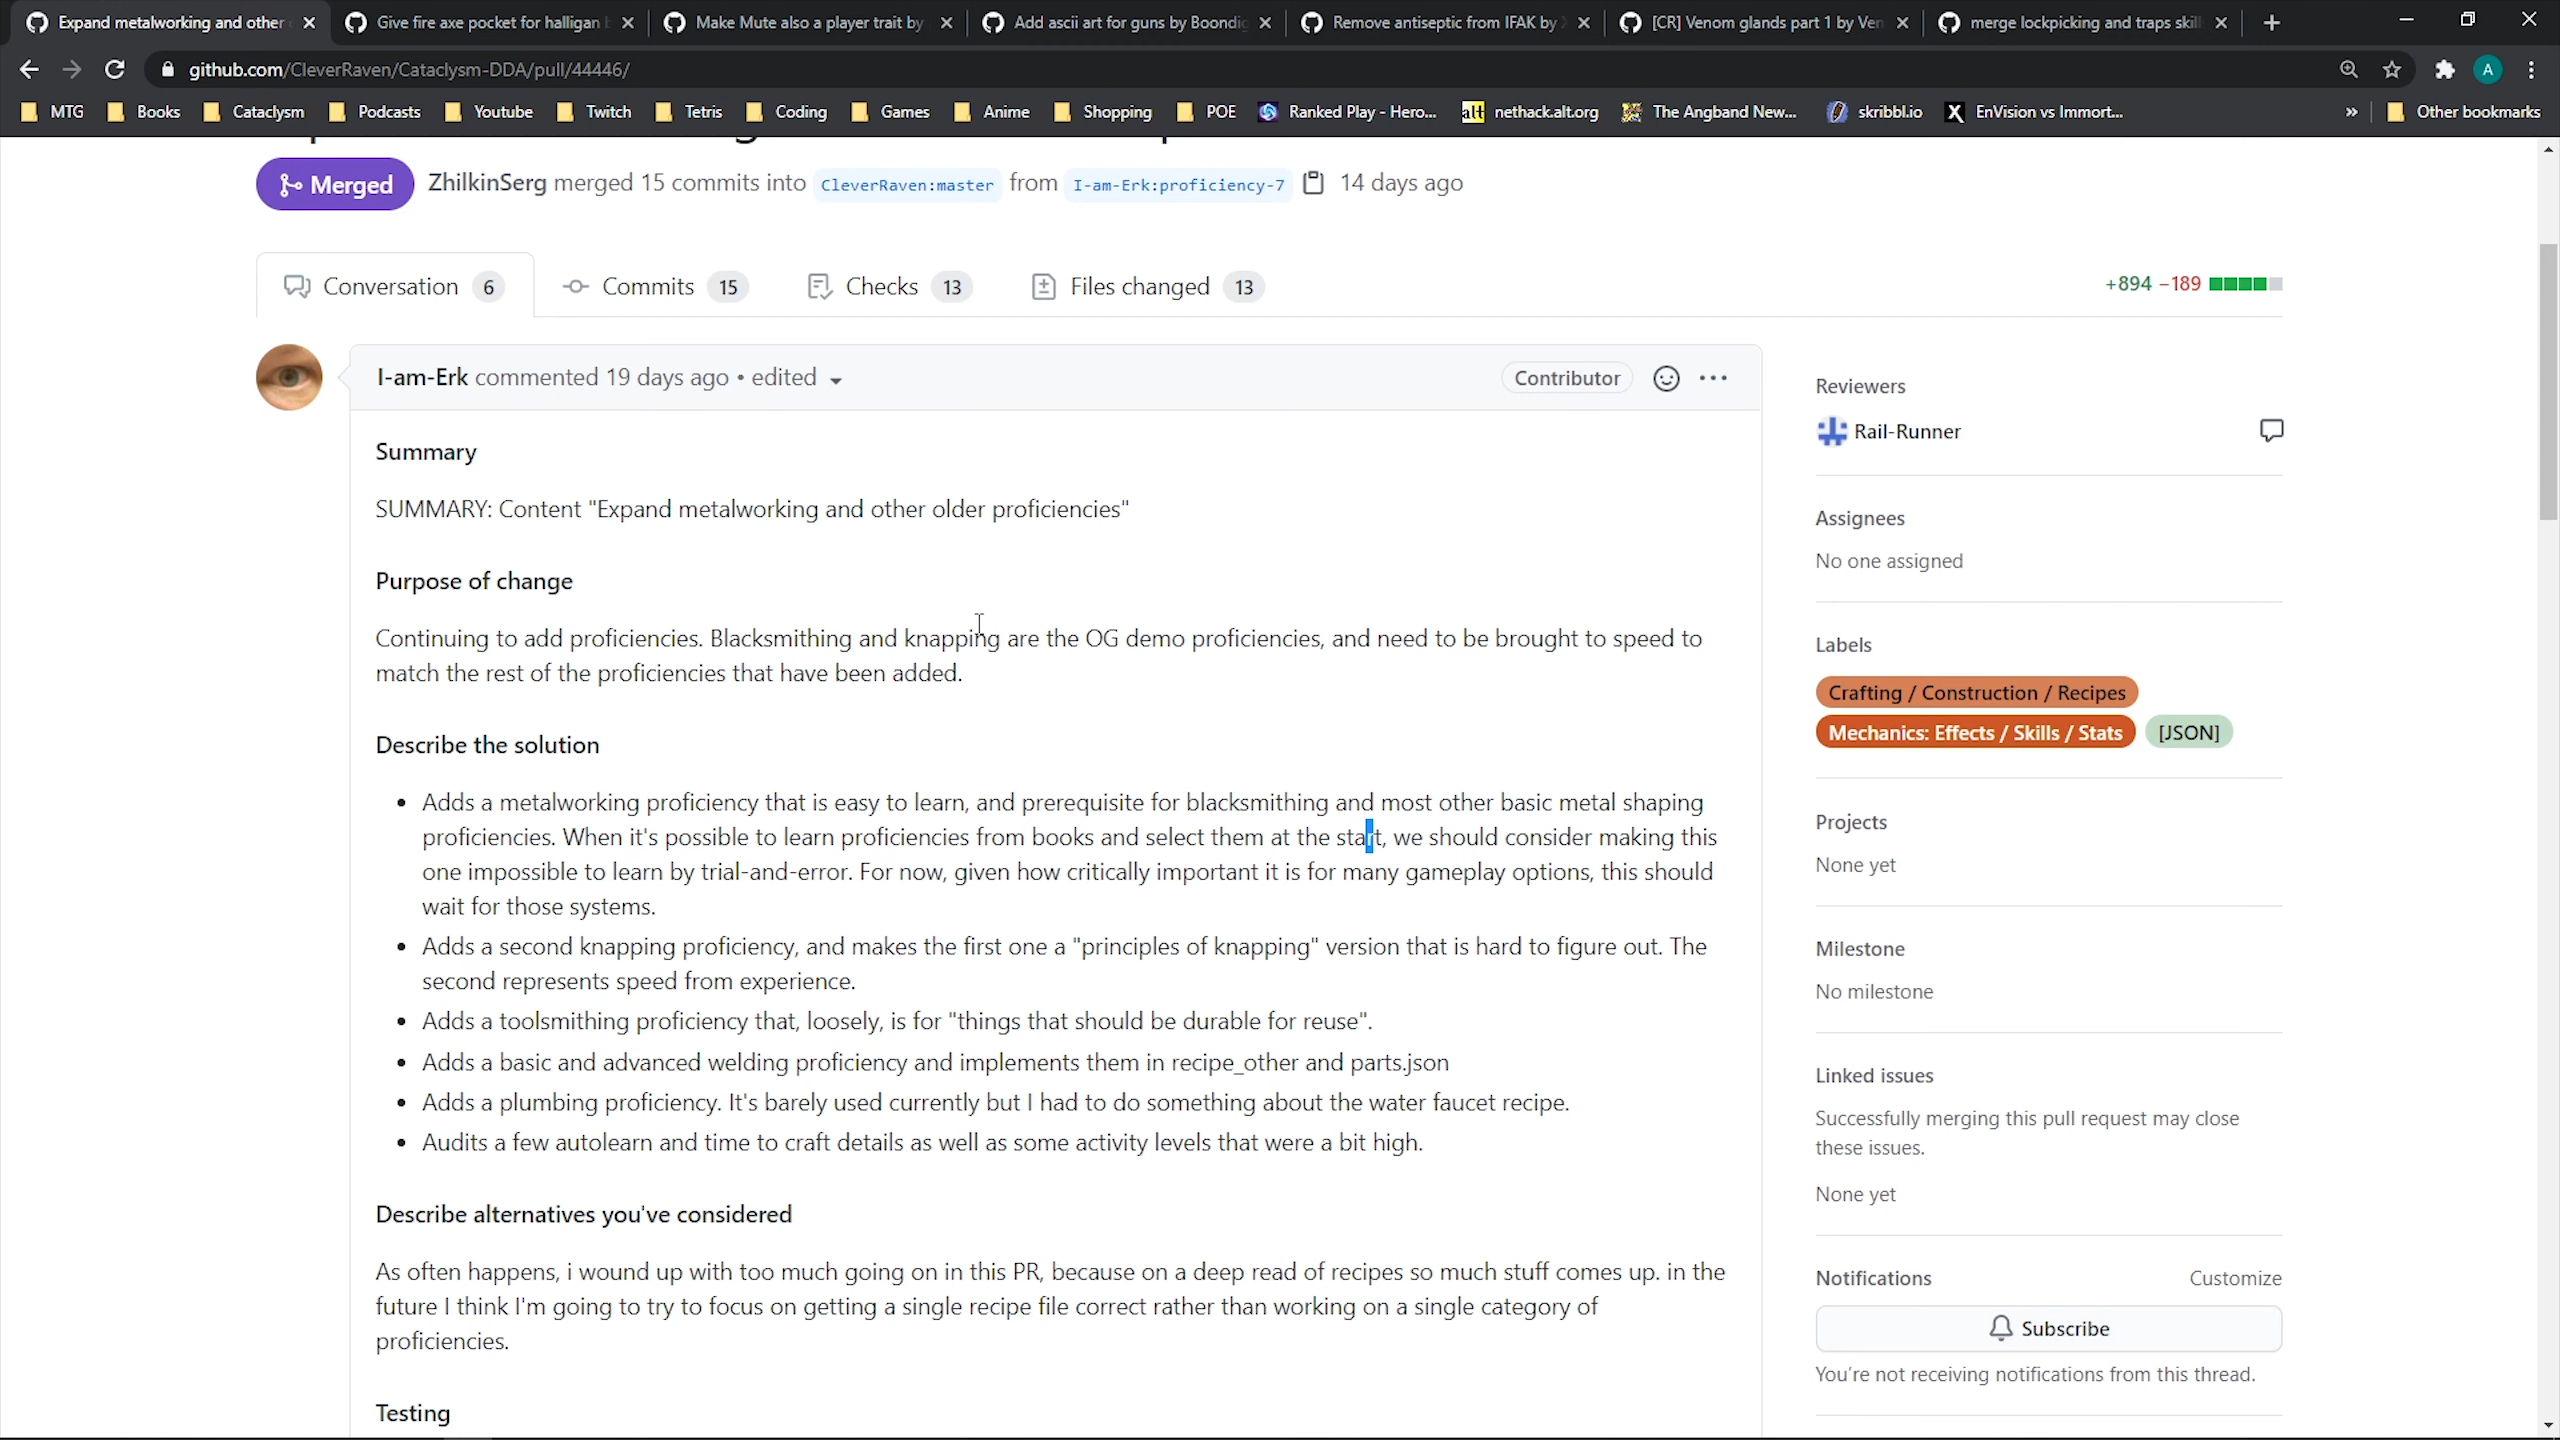 Expand metalworking and other
Give fire axe pocket for halligan
Make Mute also a player trait by
Add ascii art for guns by Boondi
Remove antiseptic from IFAK by
[CR] Venom glands part 1 by Ven
merge lockpicking and traps skil
github.com/CleverRaven/Cataclysm-DDA/pull/44446/
A
MTG
Books
Cataclysm
Podcasts
Youtube
Twitch
Tetris
Coding
Games
Anime
Shopping
POE
Ranked Play - Hero...
alt
nethack.alt.org
The Angband New...
skribbl.io
X
EnVision vs Immort...
»
Other bookmarks
Merged
ZhilkinSerg merged 15 commits into CleverRaven:master from I-am-Erk:proficiency-7 14 days ago
Conversation 6
Commits 15
Checks 13
Files changed 13
+894 −189
I-am-Erk commented 19 days ago • edited
Contributor
Summary
SUMMARY: Content "Expand metalworking and other older proficiencies"
Purpose of change
Continuing to add proficiencies. Blacksmithing and knapping are the OG demo proficiencies, and need to be brought to speed to
match the rest of the proficiencies that have been added.
Describe the solution
• Adds a metalworking proficiency that is easy to learn, and prerequisite for blacksmithing and most other basic metal shaping
proficiencies. When it's possible to learn proficiencies from books and select them at the start, we should consider making this
one impossible to learn by trial-and-error. For now, given how critically important it is for many gameplay options, this should
wait for those systems.
• Adds a second knapping proficiency, and makes the first one a "principles of knapping" version that is hard to figure out. The
second represents speed from experience.
• Adds a toolsmithing proficiency that, loosely, is for "things that should be durable for reuse".
• Adds a basic and advanced welding proficiency and implements them in recipe_other and parts.json
• Adds a plumbing proficiency. It's barely used currently but I had to do something about the water faucet recipe.
• Audits a few autolearn and time to craft details as well as some activity levels that were a bit high.
Describe alternatives you've considered
As often happens, i wound up with too much going on in this PR, because on a deep read of recipes so much stuff comes up. in the
future I think I'm going to try to focus on getting a single recipe file correct rather than working on a single category of
proficiencies.
Testing
Reviewers
Rail-Runner
Assignees
No one assigned
Labels
Crafting / Construction / Recipes
Mechanics: Effects / Skills / Stats
[JSON]
Projects
None yet
Milestone
No milestone
Linked issues
Successfully merging this pull request may close
these issues.
None yet
Notifications
Customize
Subscribe
You're not receiving notifications from this thread.